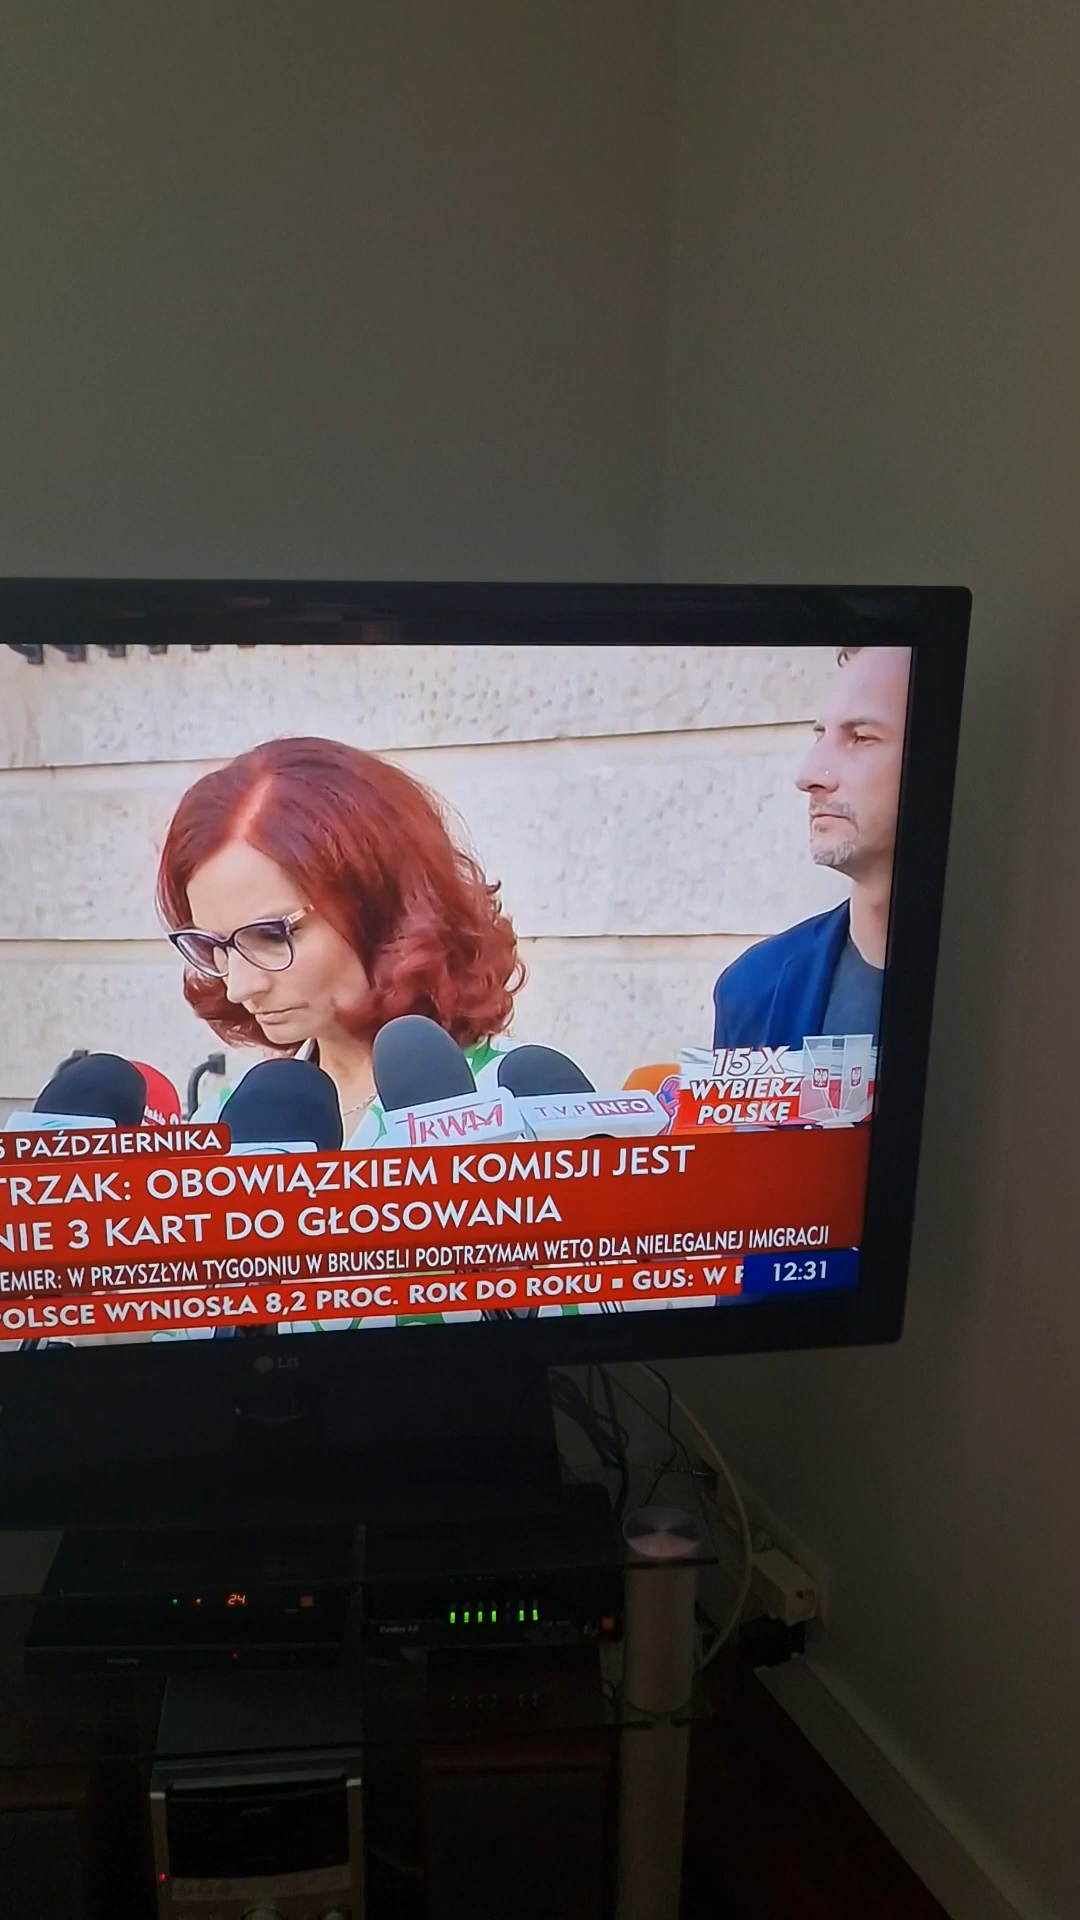 15 X
WYBIERZ
POLSKĘ
TRWAM
TVP INFO
PAŹDZIERNIKA
TRZAK: OBOWIĄZKIEM KOMISJI JEST
NIE 3 KART DO GŁOSOWANIA
EMIER: W PRZYSZŁYM TYGODNIU W BRUKSELI PODTRZYMAM WETO DLA NIELEGALNEJ IMIGRACJI
OLSCE WYNIOSŁA 8,2 PROC. ROK DO ROKU ▪ GUS: W
12:31
LG
24